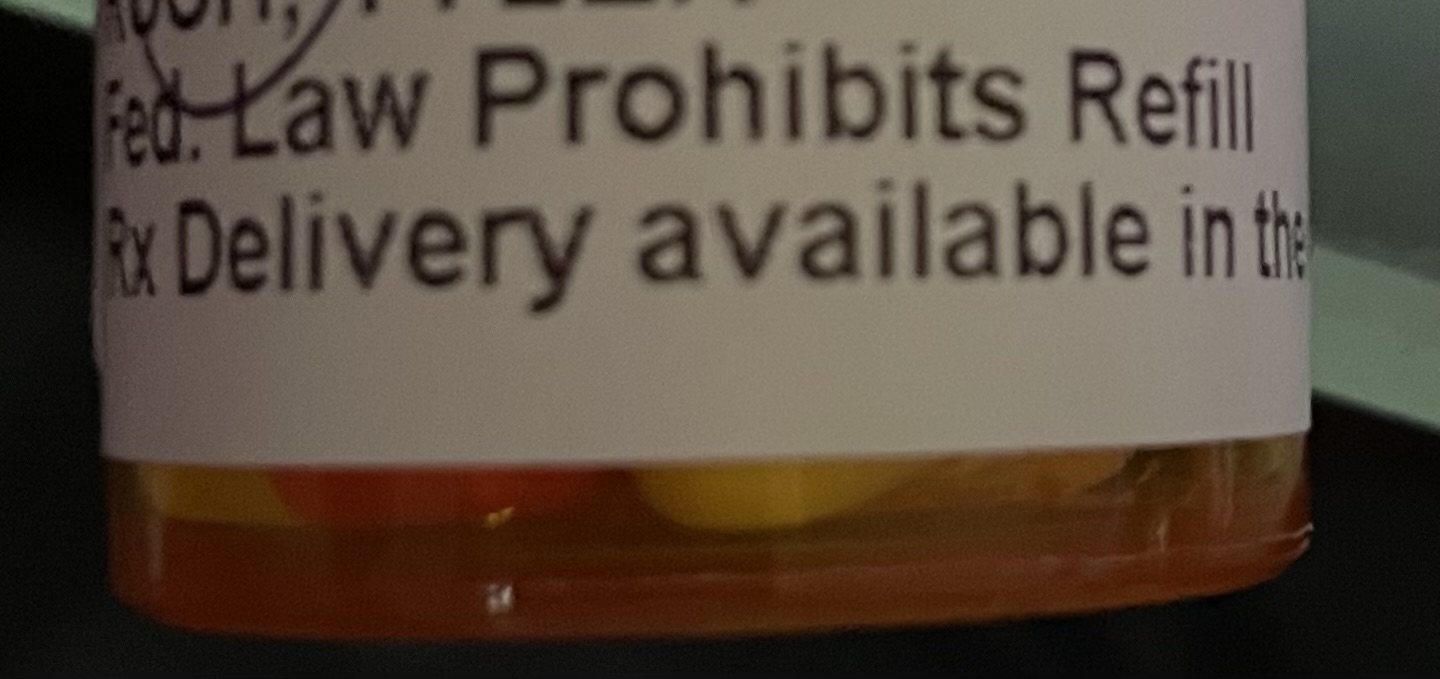 Fed. Law Prohibits Refill
Rx Delivery available in the